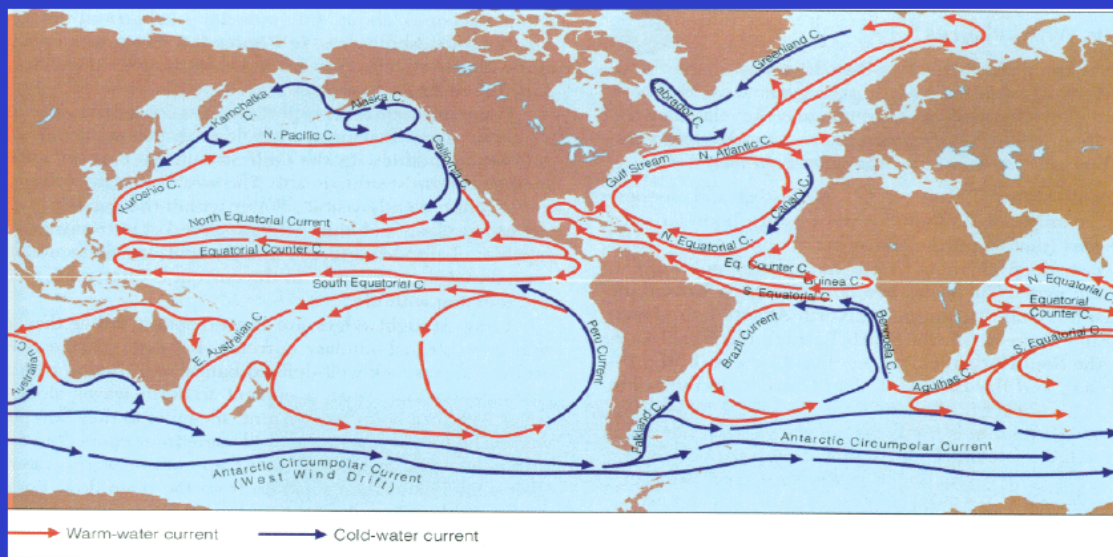 Greenland C.
Labrador C.
Kamchatka
C.
Alaska C.
N. Pacific C.
California C.
Kuroshio C.
Gulf Stream
N. Atlantic C.
Canary C.
North Equatorial Current
N. Equatorial C.
Equatorial Counter C.
Eq. Counter C.
Guinea C.
South Equatorial C.
S. Equatorial C.
N. Equatorial C.
Equatorial
Counter C.
S. Equatorial C.
E. Australian C.
Australian C.
Peru Current
Brazil Current
Benguela C.
Agulhas C.
Falkland C.
Antarctic Circumpolar Current
(West Wind Drift)
Antarctic Circumpolar Current
Warm-water current
Cold-water current